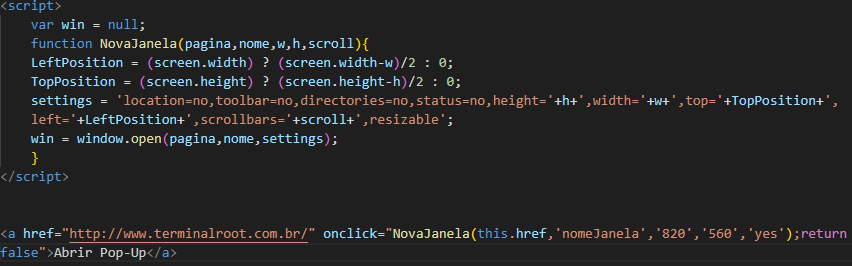 <script>
var win = null;
function NovaJanela(pagina,nome,w,h,scroll){
LeftPosition = (screen.width) ? (screen.width-w)/2 : 0;
TopPosition = (screen.height) ? (screen.height-h)/2 : 0;
settings = 'location=no,toolbar=no,directories=no,status=no,height='+h+',width='+w+',top='+TopPosition+',
left='+LeftPosition+',scrollbars='+scroll+',resizable';
win = window.open(pagina,nome,settings);
}
</script>
<a href="http://www.terminalroot.com.br/" onclick="NovaJanela(this.href,'nomeJanela','820','560','yes');return
false">Abrir Pop-Up</a>